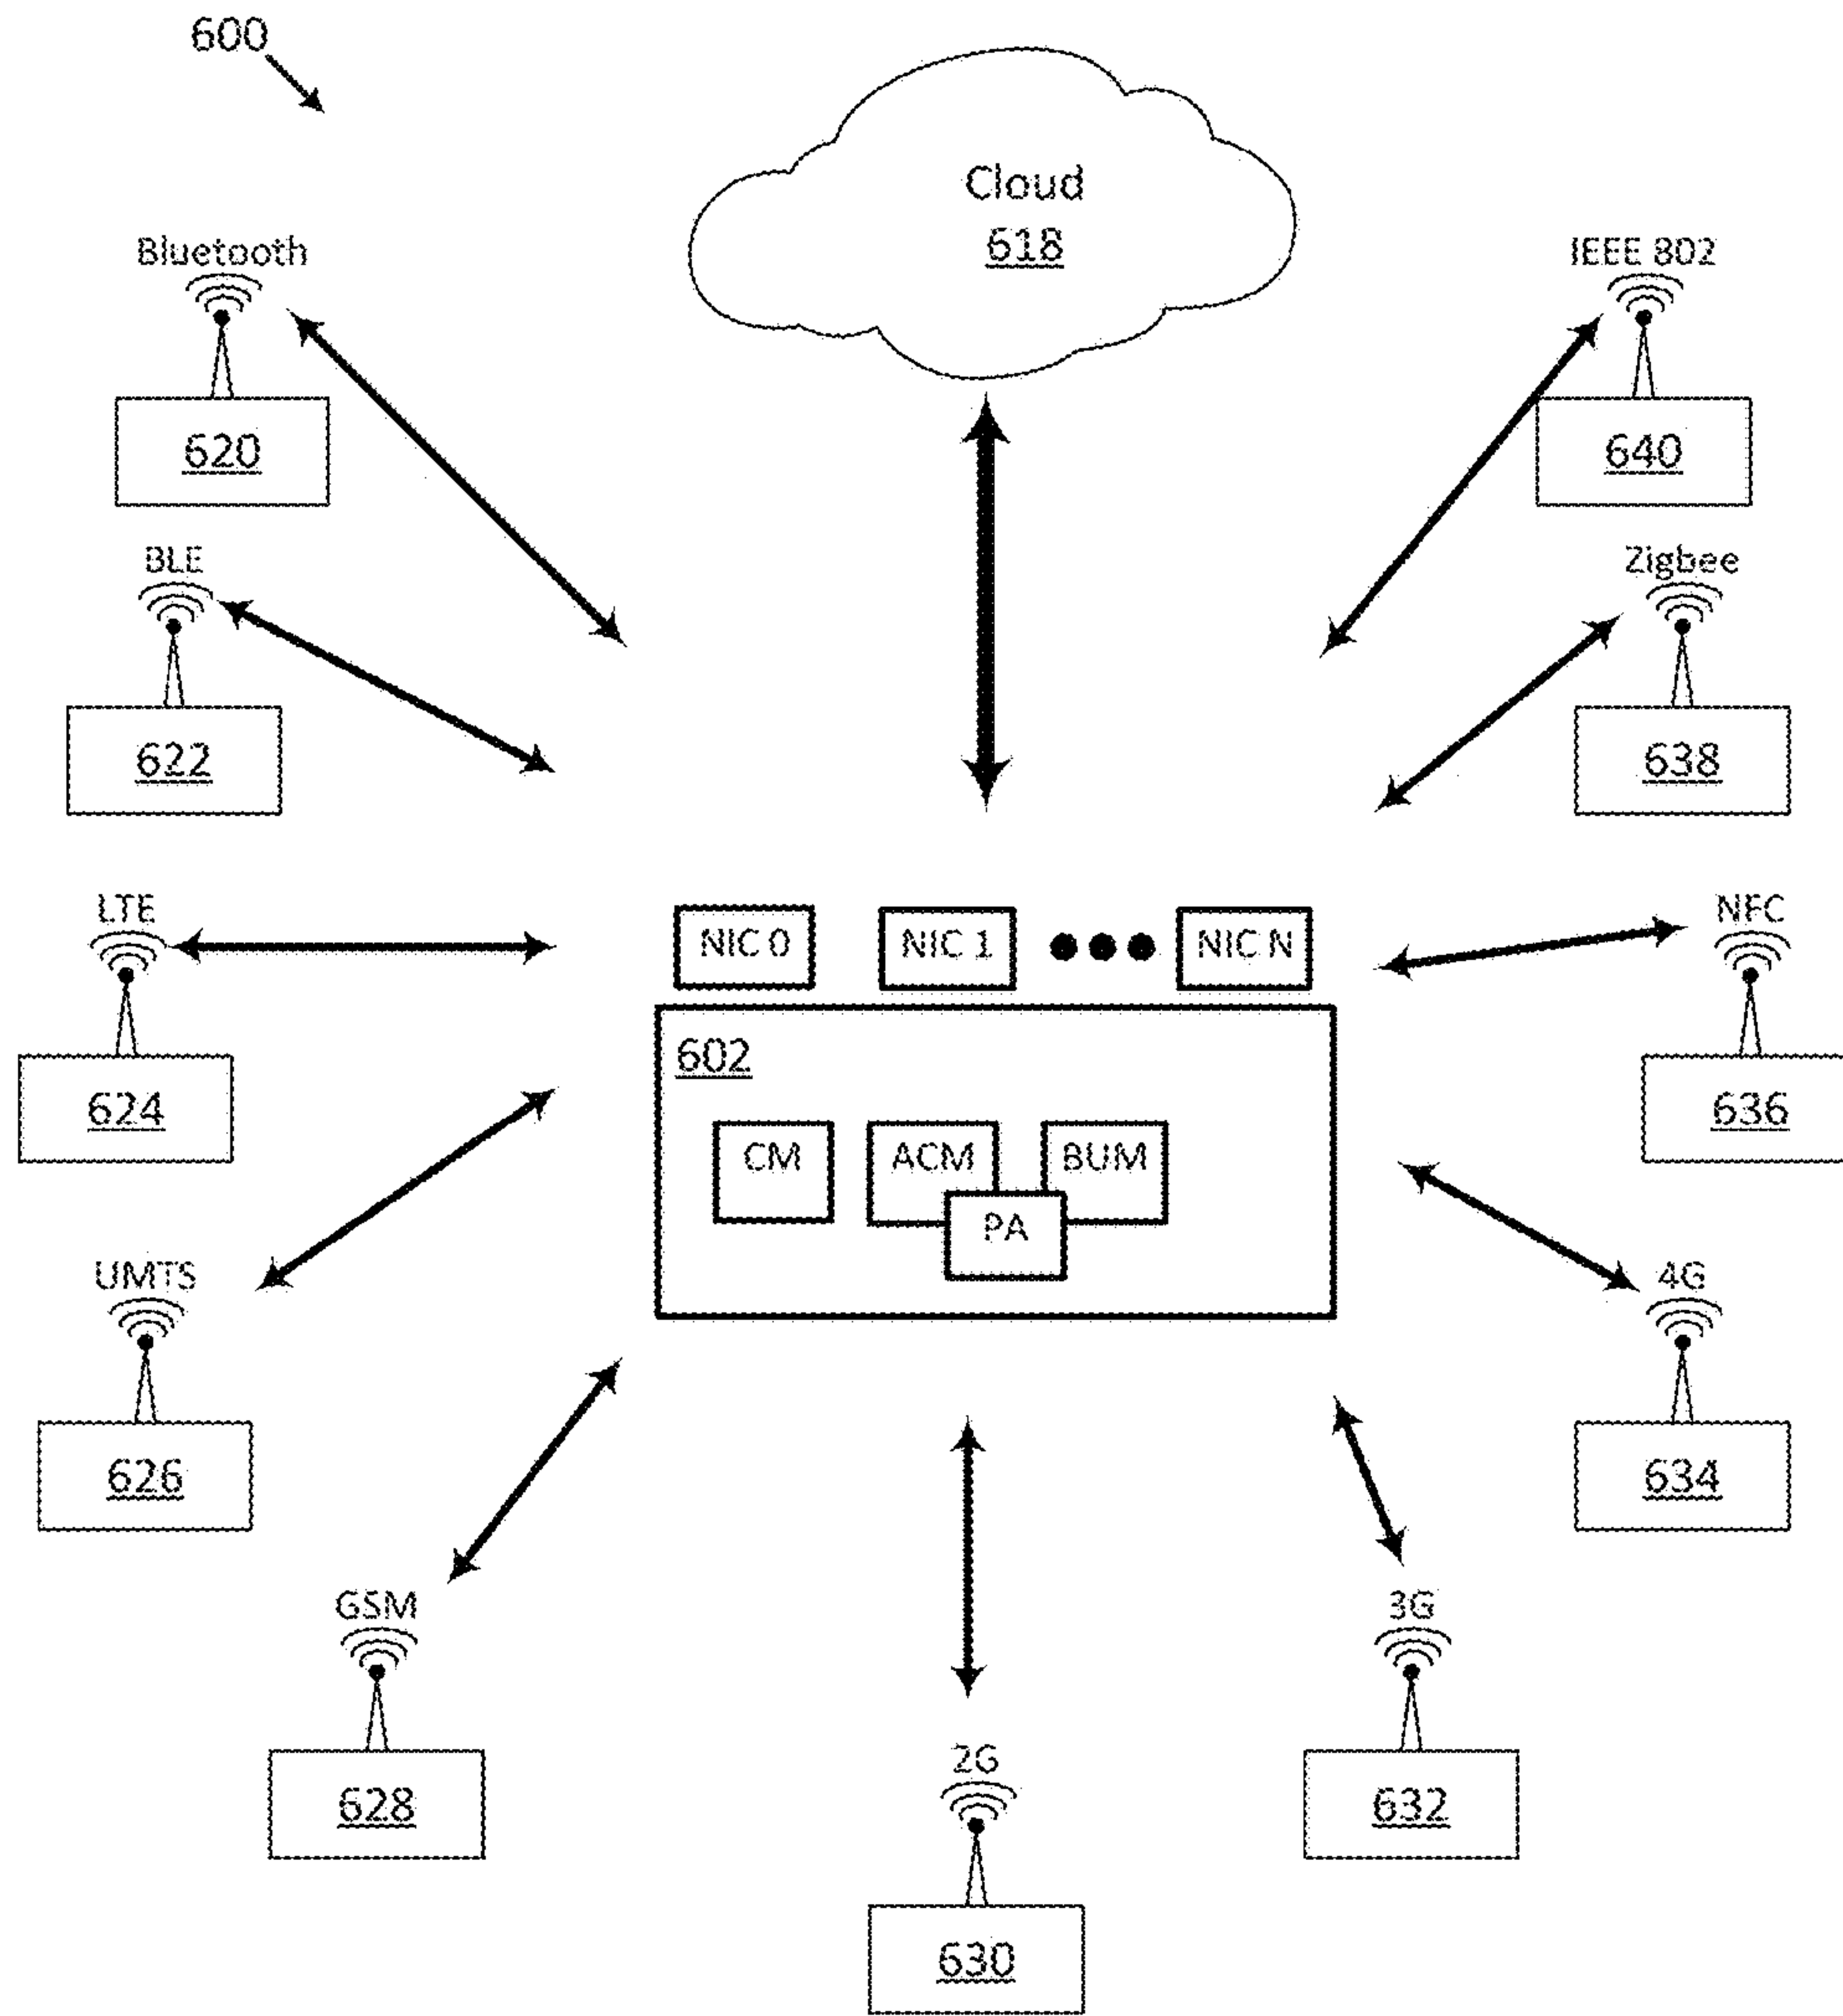 600
Cloud
618
Bluetooth
620
IEEE 802
640
BLE
622
Zigbee
638
LTE
624
NIC 0
NIC 1
NIC N
NFC
636
602
CM
ACM
BUM
PA
UMTS
626
4G
634
GSM
628
3G
632
2G
630